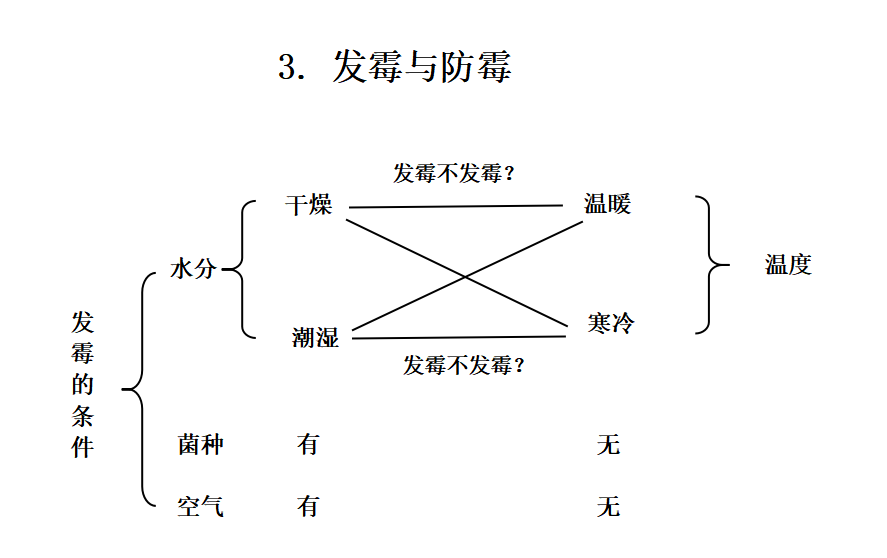 3. 发霉与防霉
发霉不发霉？
干燥 温暖
水分 温度
潮湿 寒冷
发霉不发霉？
发霉的条件
菌种 有 无
空气 有 无